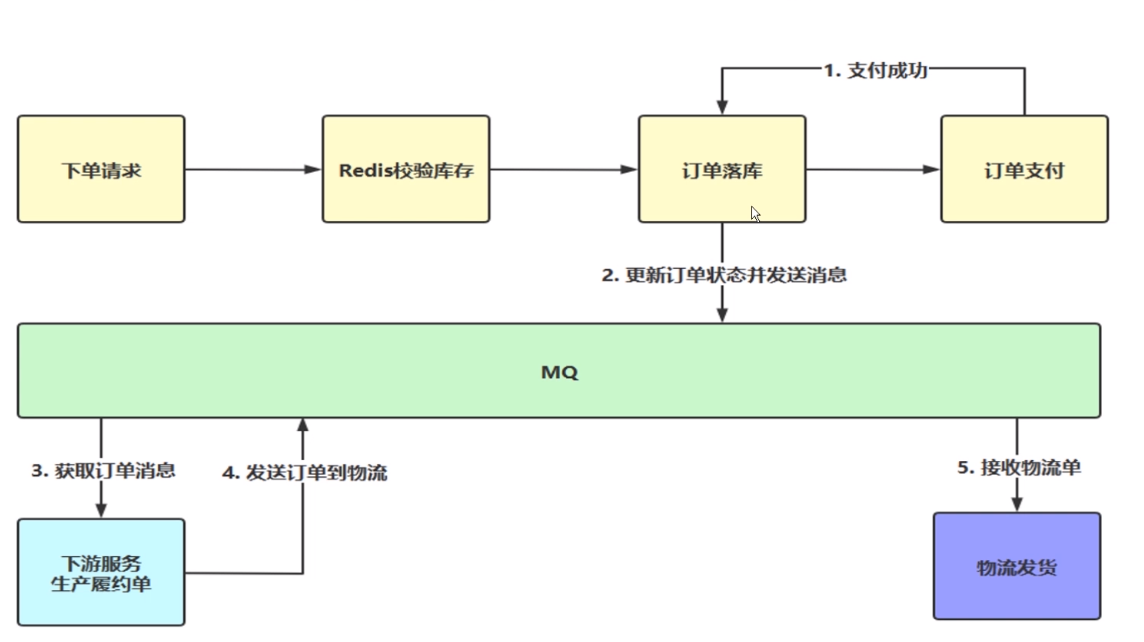 1. 支付成功
下单请求
Redis校验库存
订单落库
订单支付
2. 更新订单状态并发送消息
MQ
3. 获取订单消息
4. 发送订单到物流
5. 接收物流单
下游服务
生产履约单
物流发货